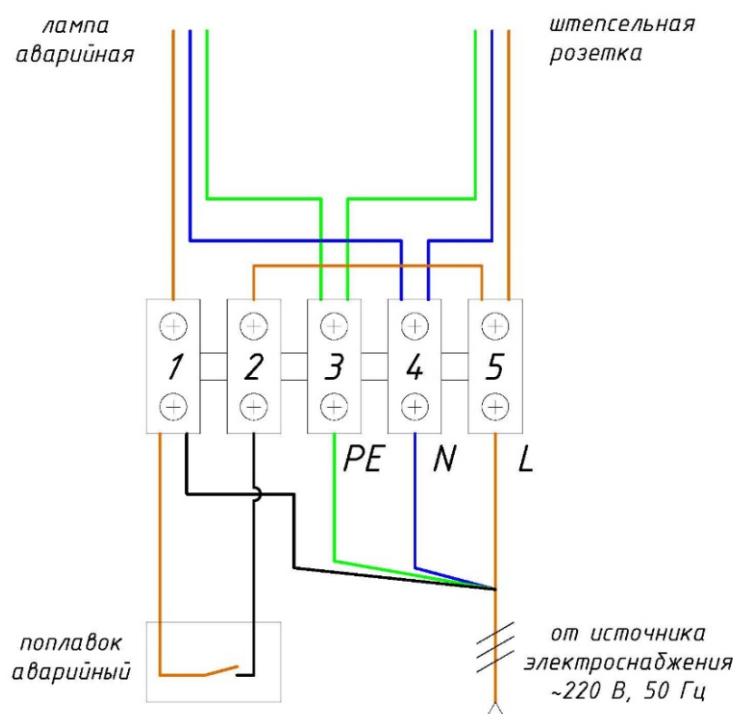 лампа
аварийная
штепсельная
розетка
1 2 3 4 5
PE N L
поплавок
аварийный
от источника
электроснабжения
~220 В, 50 Гц